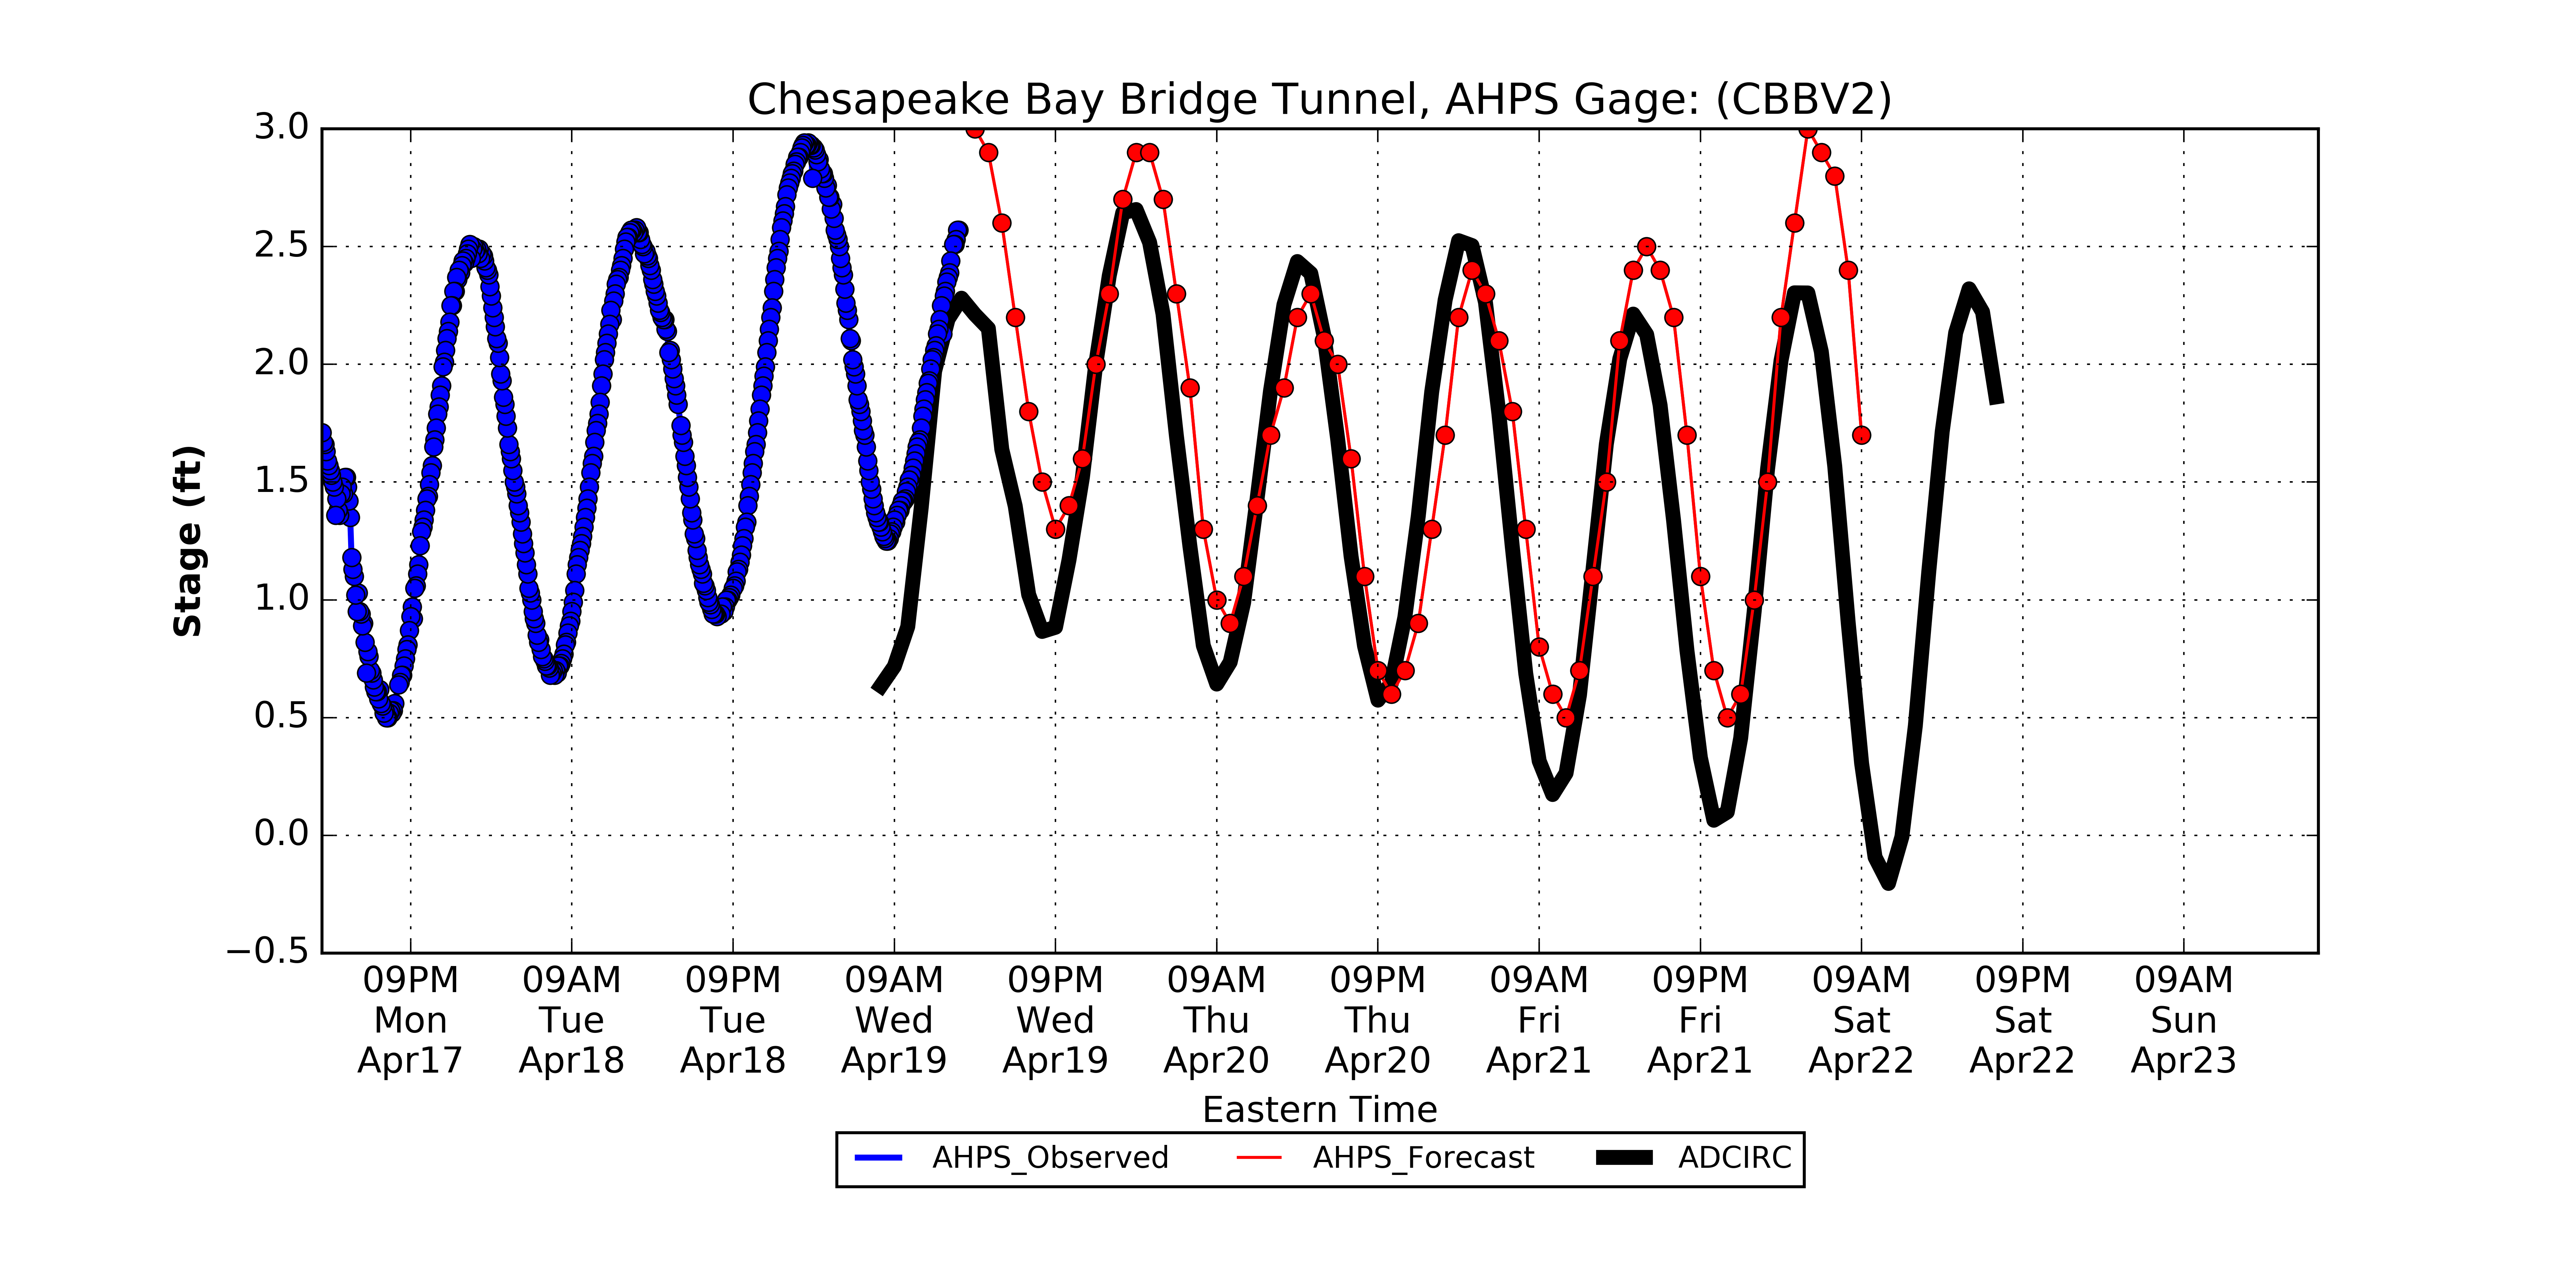 Chesapeake Bay Bridge Tunnel, AHPS Gage: (CBBV2)
3.0
2.5
2.0
1.5
1.0
0.5
0.0
−0.5
Stage (ft)
09PM 09AM 09PM 09AM 09PM 09AM 09PM 09AM 09PM 09AM 09PM 09AM
Mon Tue Tue Wed Wed Thu Thu Fri Fri Sat Sat Sun
Apr17 Apr18 Apr18 Apr19 Apr19 Apr20 Apr20 Apr21 Apr21 Apr22 Apr22 Apr23
Eastern Time
AHPS_Observed AHPS_Forecast ADCIRC